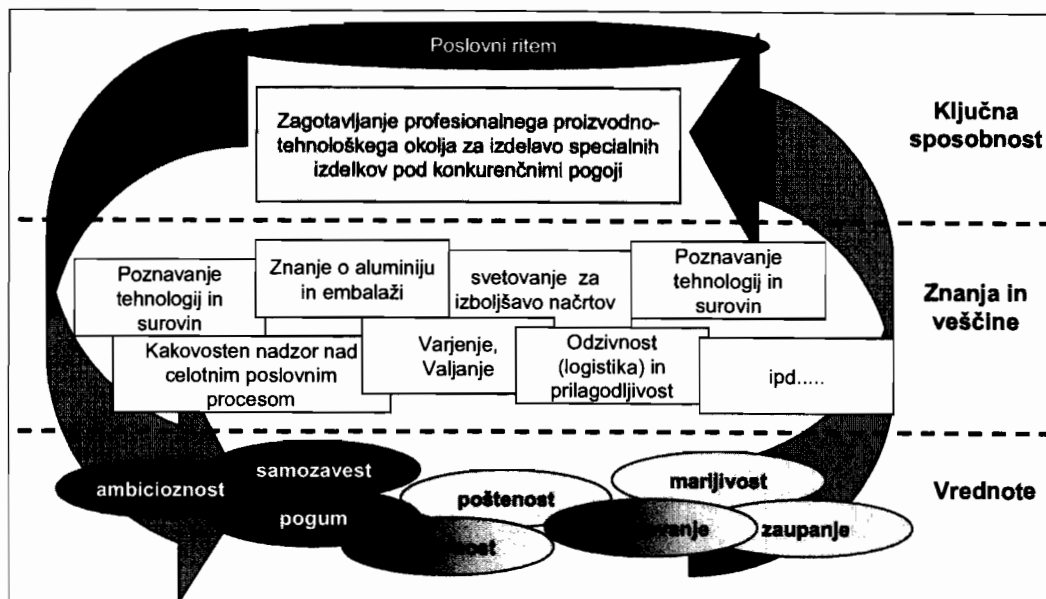 Poslovni ritem
Zagotavljanje profesionalnega proizvodno-
tehnološkega okolja za izdelavo specialnih
izdelkov pod konkurenčnimi pogoji
Ključna
sposobnost
Poznavanje
tehnologij in
surovin
Znanje o aluminiju
in embalaži
svetovanje za
izboljšavo načrtov
Poznavanje
tehnologij in
surovin
Znanja in
veščine
Kakovosten nadzor nad
celotnim poslovnim
procesom
Varjenje,
Valjanje
Odzivnost
(logistika) in
prilagodljivost
ipd.....
ambicioznost
samozavest
pogum
poštenost
marljivost
zaupanje
Vrednote